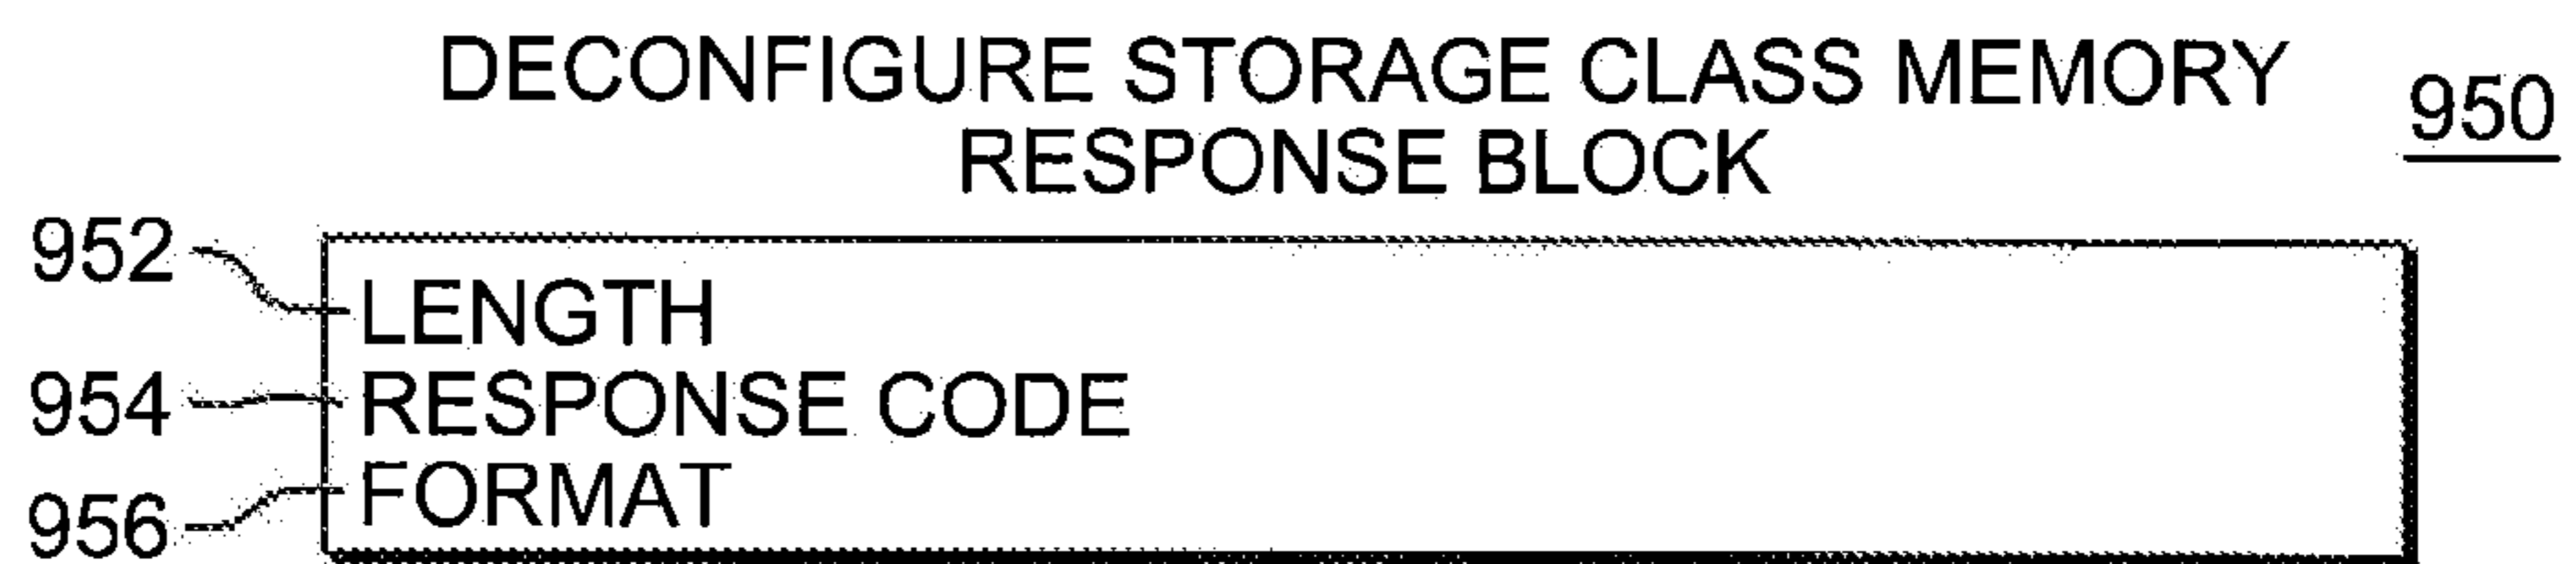 DECONFIGURE STORAGE CLASS MEMORY
RESPONSE BLOCK
950
952 LENGTH
954 RESPONSE CODE
956 FORMAT